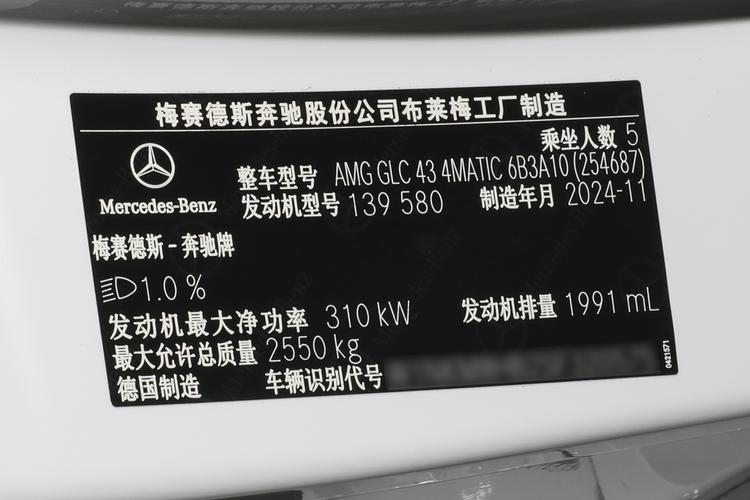 梅赛德斯奔驰股份公司布莱梅工厂制造
乘坐人数 5
整车型号 AMG GLC 43 4MATIC 6B3A10 (254687)
Mercedes-Benz
发动机型号 139 580 制造年月 2024-11
梅赛德斯 - 奔驰牌
1.0 %
发动机最大净功率 310 kW 发动机排量 1991 mL
最大允许总质量 2550 kg
德国制造 车辆识别代号
0421571